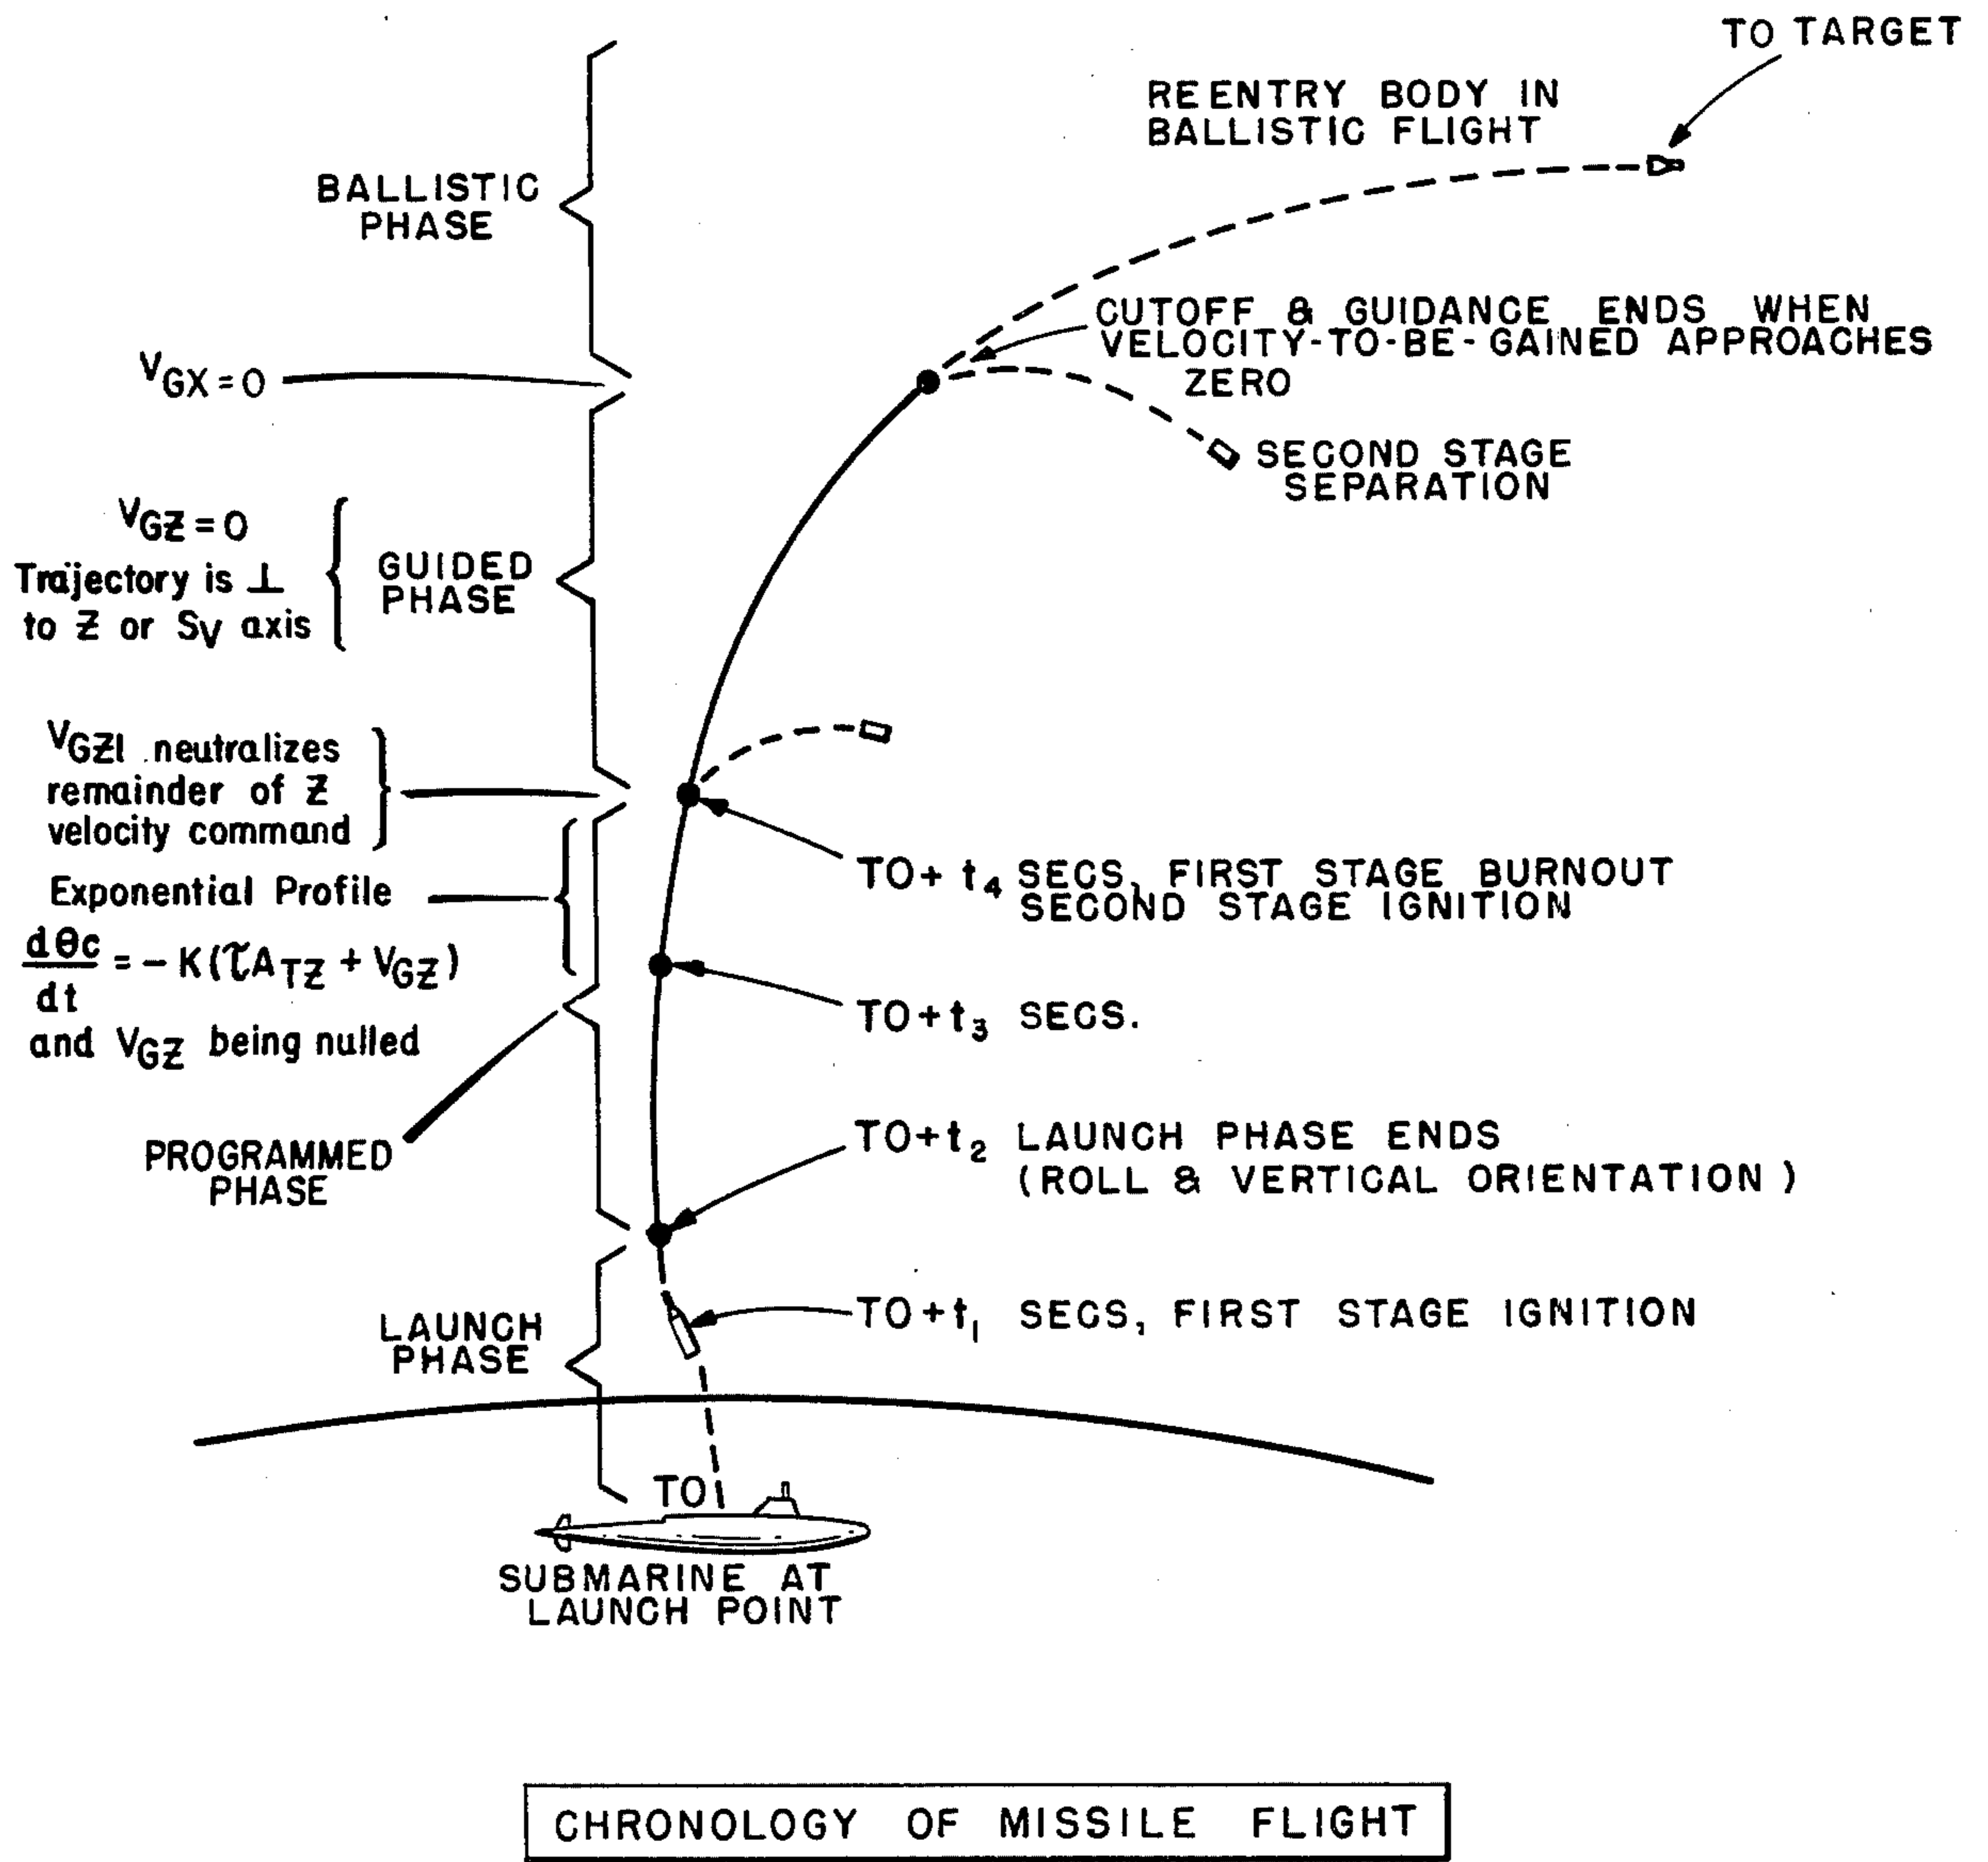 TO TARGET
REENTRY BODY IN
BALLISTIC FLIGHT
BALLISTIC
PHASE
CUTOFF & GUIDANCE ENDS WHEN
VELOCITY-TO-BE-GAINED APPROACHES
ZERO
VGX = 0
SECOND STAGE
SEPARATION
VGZ = 0
Trajectory is ⊥
to Z or SV axis
GUIDED
PHASE
VGZ1 neutralizes
remainder of Z
velocity command
TO + t4 SECS, FIRST STAGE BURNOUT
SECOND STAGE IGNITION
Exponential Profile
dθc
dt
= - K(τATZ + VGZ)
and VGZ being nulled
TO+t3 SECS.
PROGRAMMED
PHASE
TO+t2 LAUNCH PHASE ENDS
(ROLL & VERTICAL ORIENTATION)
TO+t1 SECS, FIRST STAGE IGNITION
LAUNCH
PHASE
TO
SUBMARINE AT
LAUNCH POINT
CHRONOLOGY OF MISSILE FLIGHT